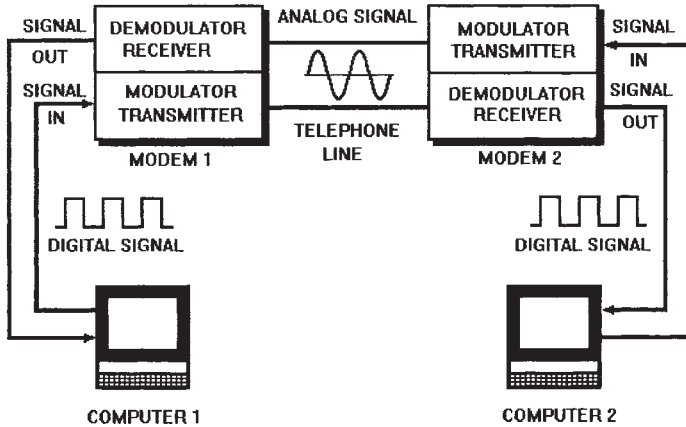 SIGNAL
OUT
DEMODULATOR
RECEIVER
ANALOG SIGNAL
MODULATOR
TRANSMITTER
SIGNAL
IN
SIGNAL
IN
MODULATOR
TRANSMITTER
DEMODULATOR
RECEIVER
SIGNAL
OUT
MODEM 1
TELEPHONE
LINE
MODEM 2
DIGITAL SIGNAL
DIGITAL SIGNAL
COMPUTER 1
COMPUTER 2